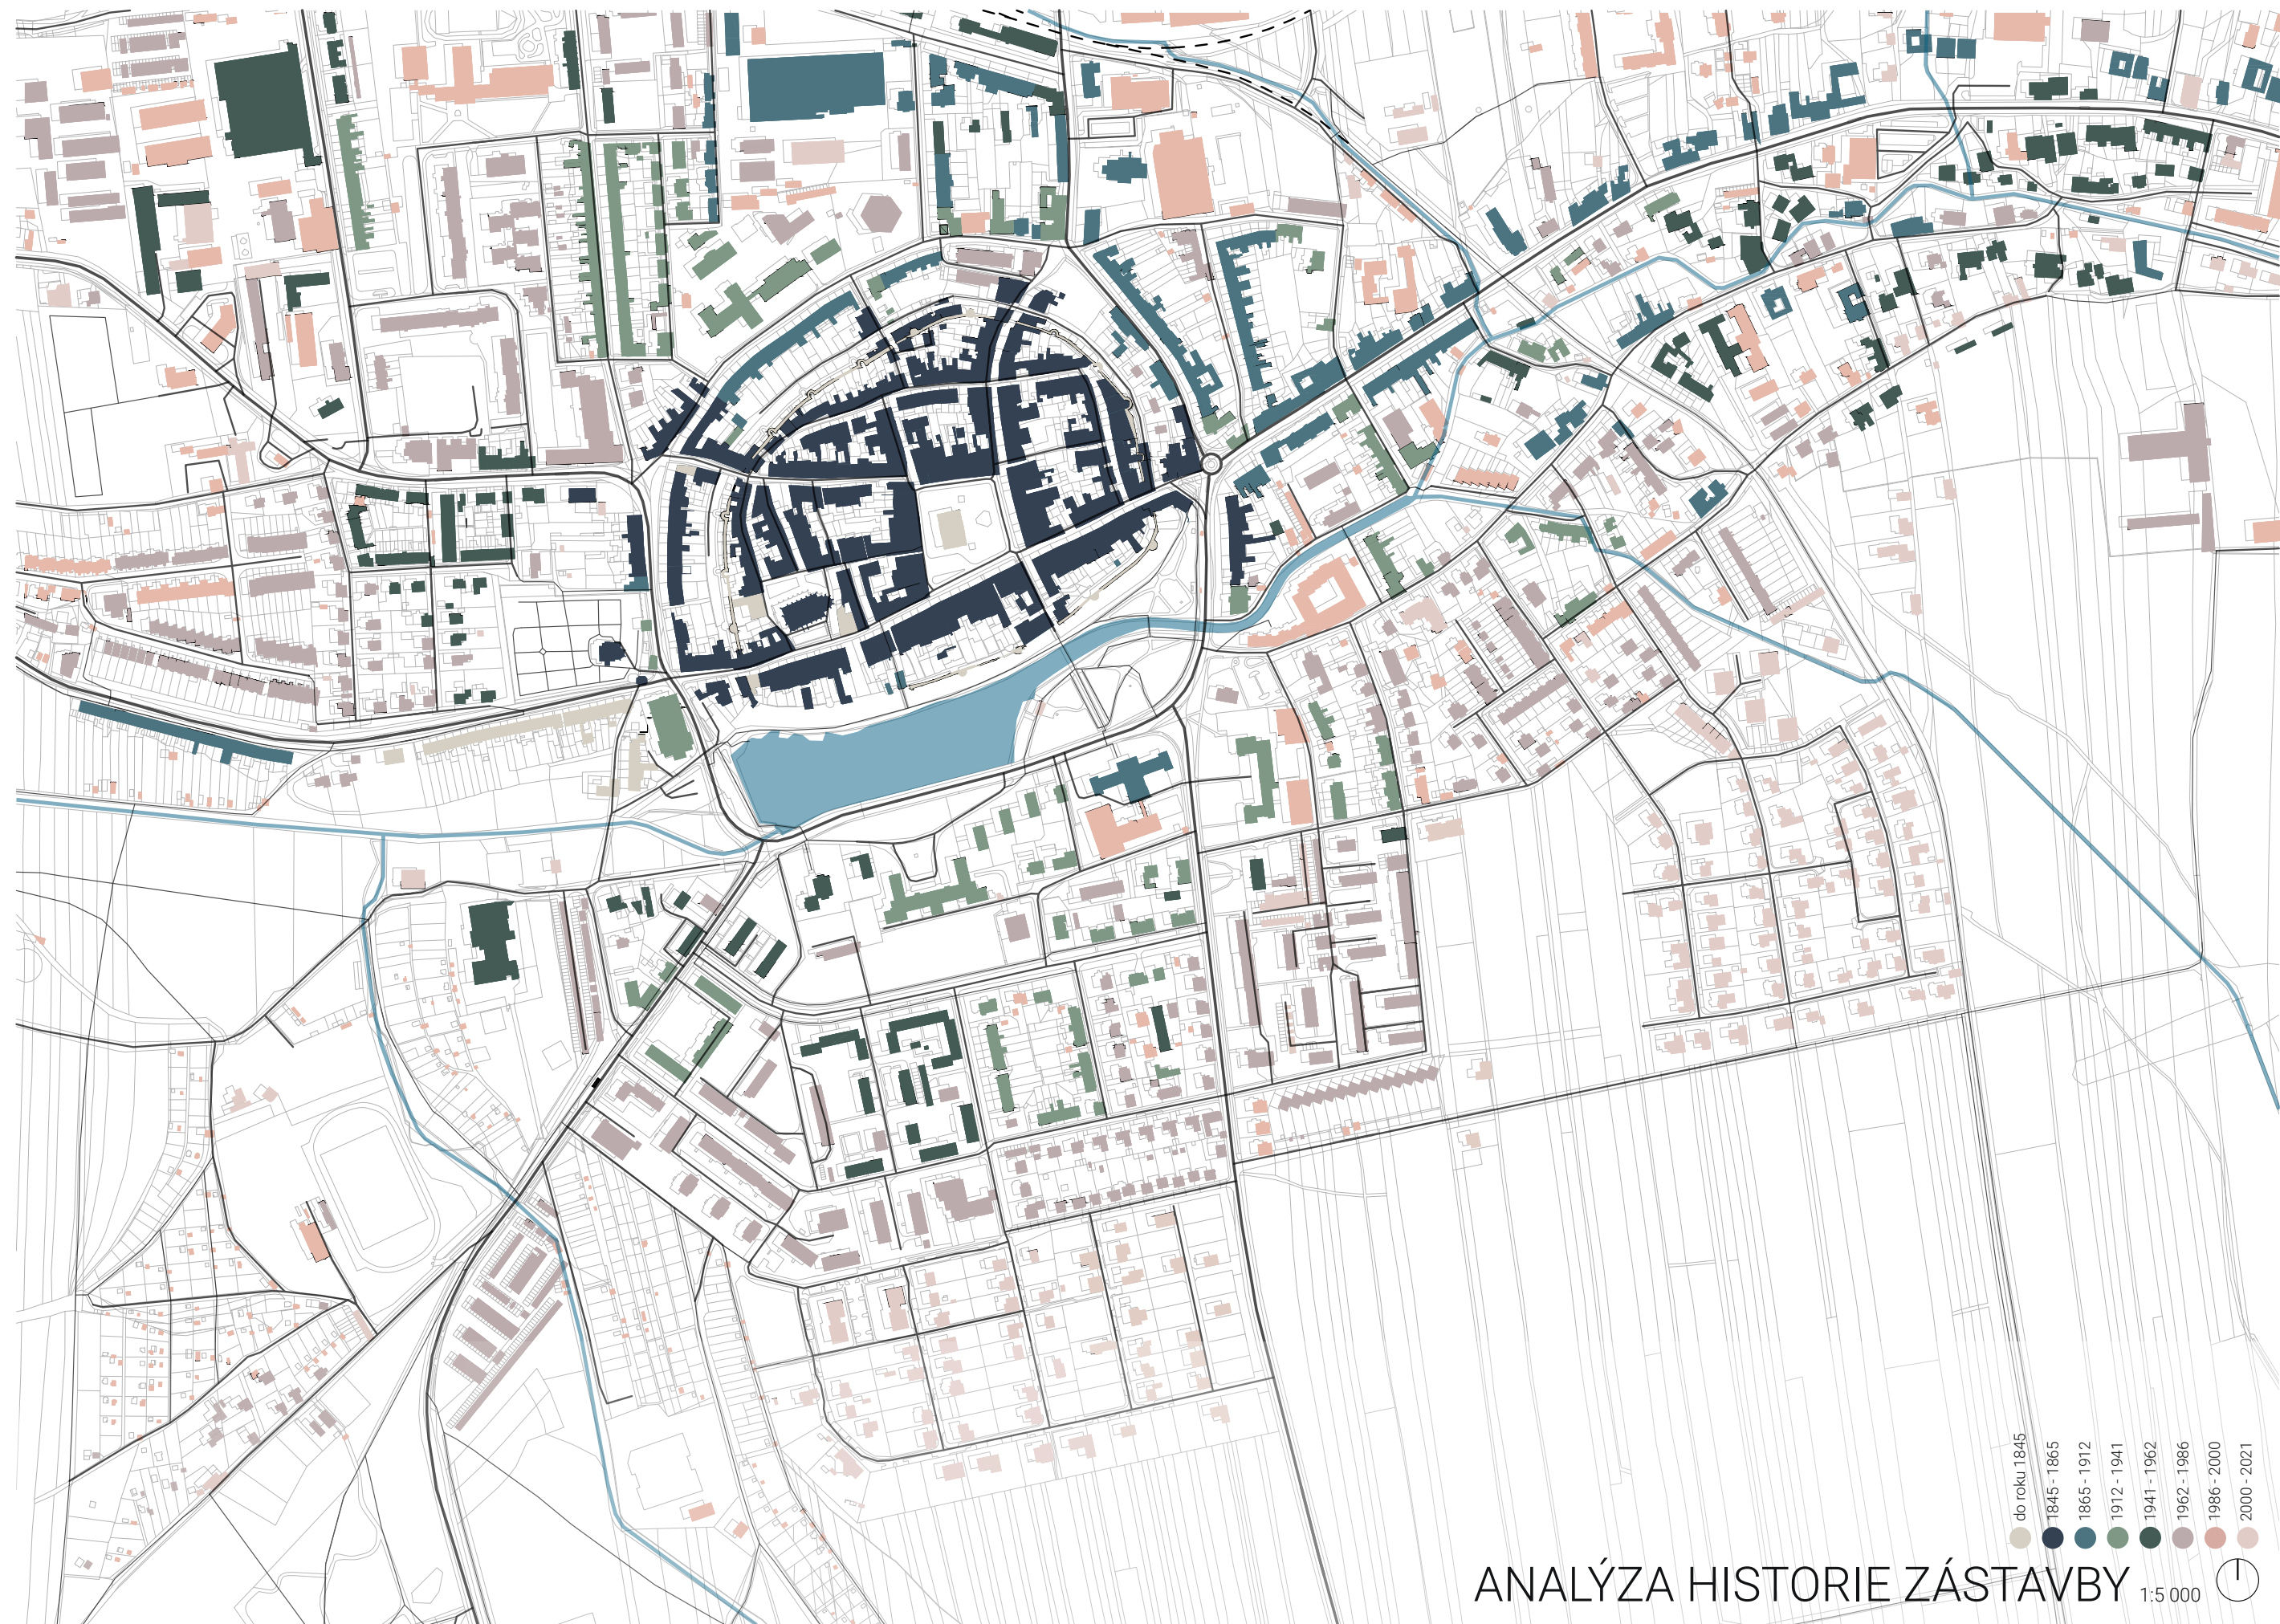 do roku 1845
1845 - 1865
1865 - 1912
1912 - 1941
1941 - 1962
1962 - 1986
1986 - 2000
2000 - 2021
ANALÝZA HISTORIE ZÁSTAVBY 1:5 000